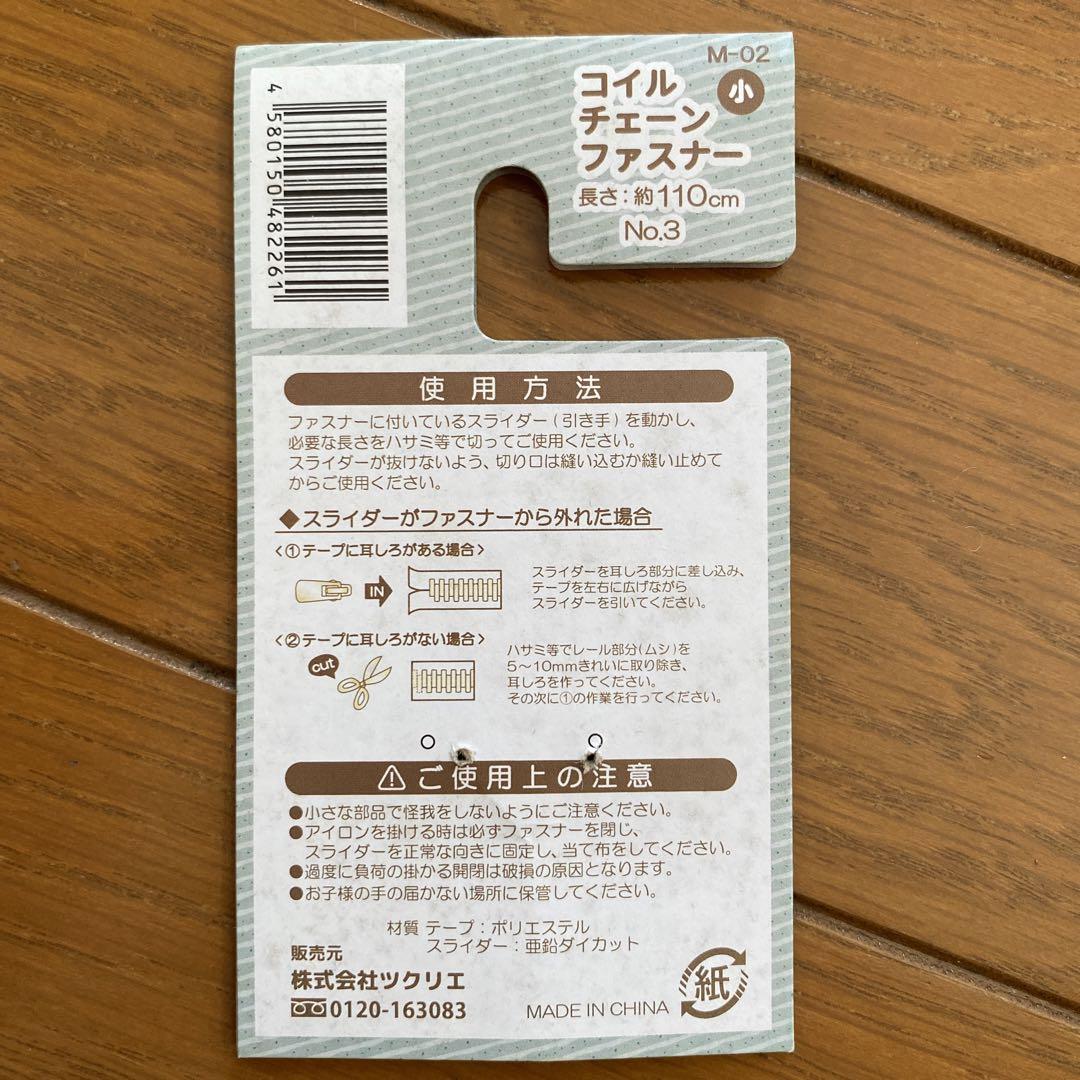 M-02
小
コイル
チェーン
ファスナー
長さ：約110cm
No.3
4 580150 482261
使用方法
ファスナーに付いているスライダー（引き手）を動かし、
必要な長さをハサミ等で切ってご使用ください。
スライダーが抜けないよう、切り口は縫い込むか縫い止めて
からご使用ください。
◆スライダーがファスナーから外れた場合
〈①テープに耳しろがある場合〉
IN
スライダーを耳しろ部分に差し込み、
テープを左右に広げながら
スライダーを引いてください。
〈②テープに耳しろがない場合〉
cut
ハサミ等でレール部分(ムシ)を
5〜10mmきれいに取り除き、
耳しろを作ってください。
その次に①の作業を行ってください。
⚠ご使用上の注意
●小さな部品で怪我をしないようにご注意ください。
●アイロンを掛ける時は必ずファスナーを閉じ、
スライダーを正常な向きに固定し、当て布をしてください。
●過度に負荷の掛かる開閉は破損の原因となります。
●お子様の手の届かない場所に保管してください。
材質 テープ：ポリエステル
スライダー：亜鉛ダイカット
販売元
株式会社ツクリエ
0120-163083
MADE IN CHINA
紙